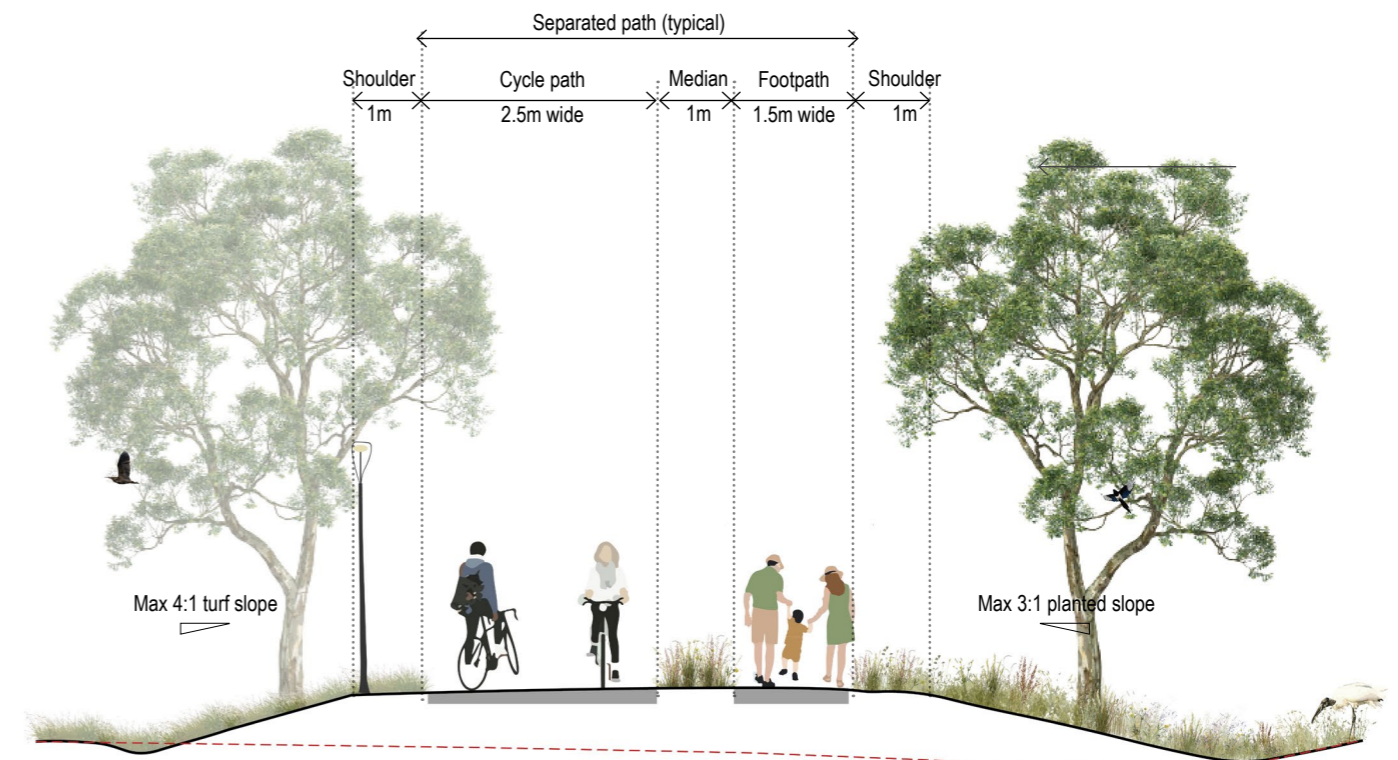 Separated path (typical)
Shoulder
Cycle path
Median
Footpath
Shoulder
1m
2.5m wide
1m
1.5m wide
1m
Max 4:1 turf slope
Max 3:1 planted slope